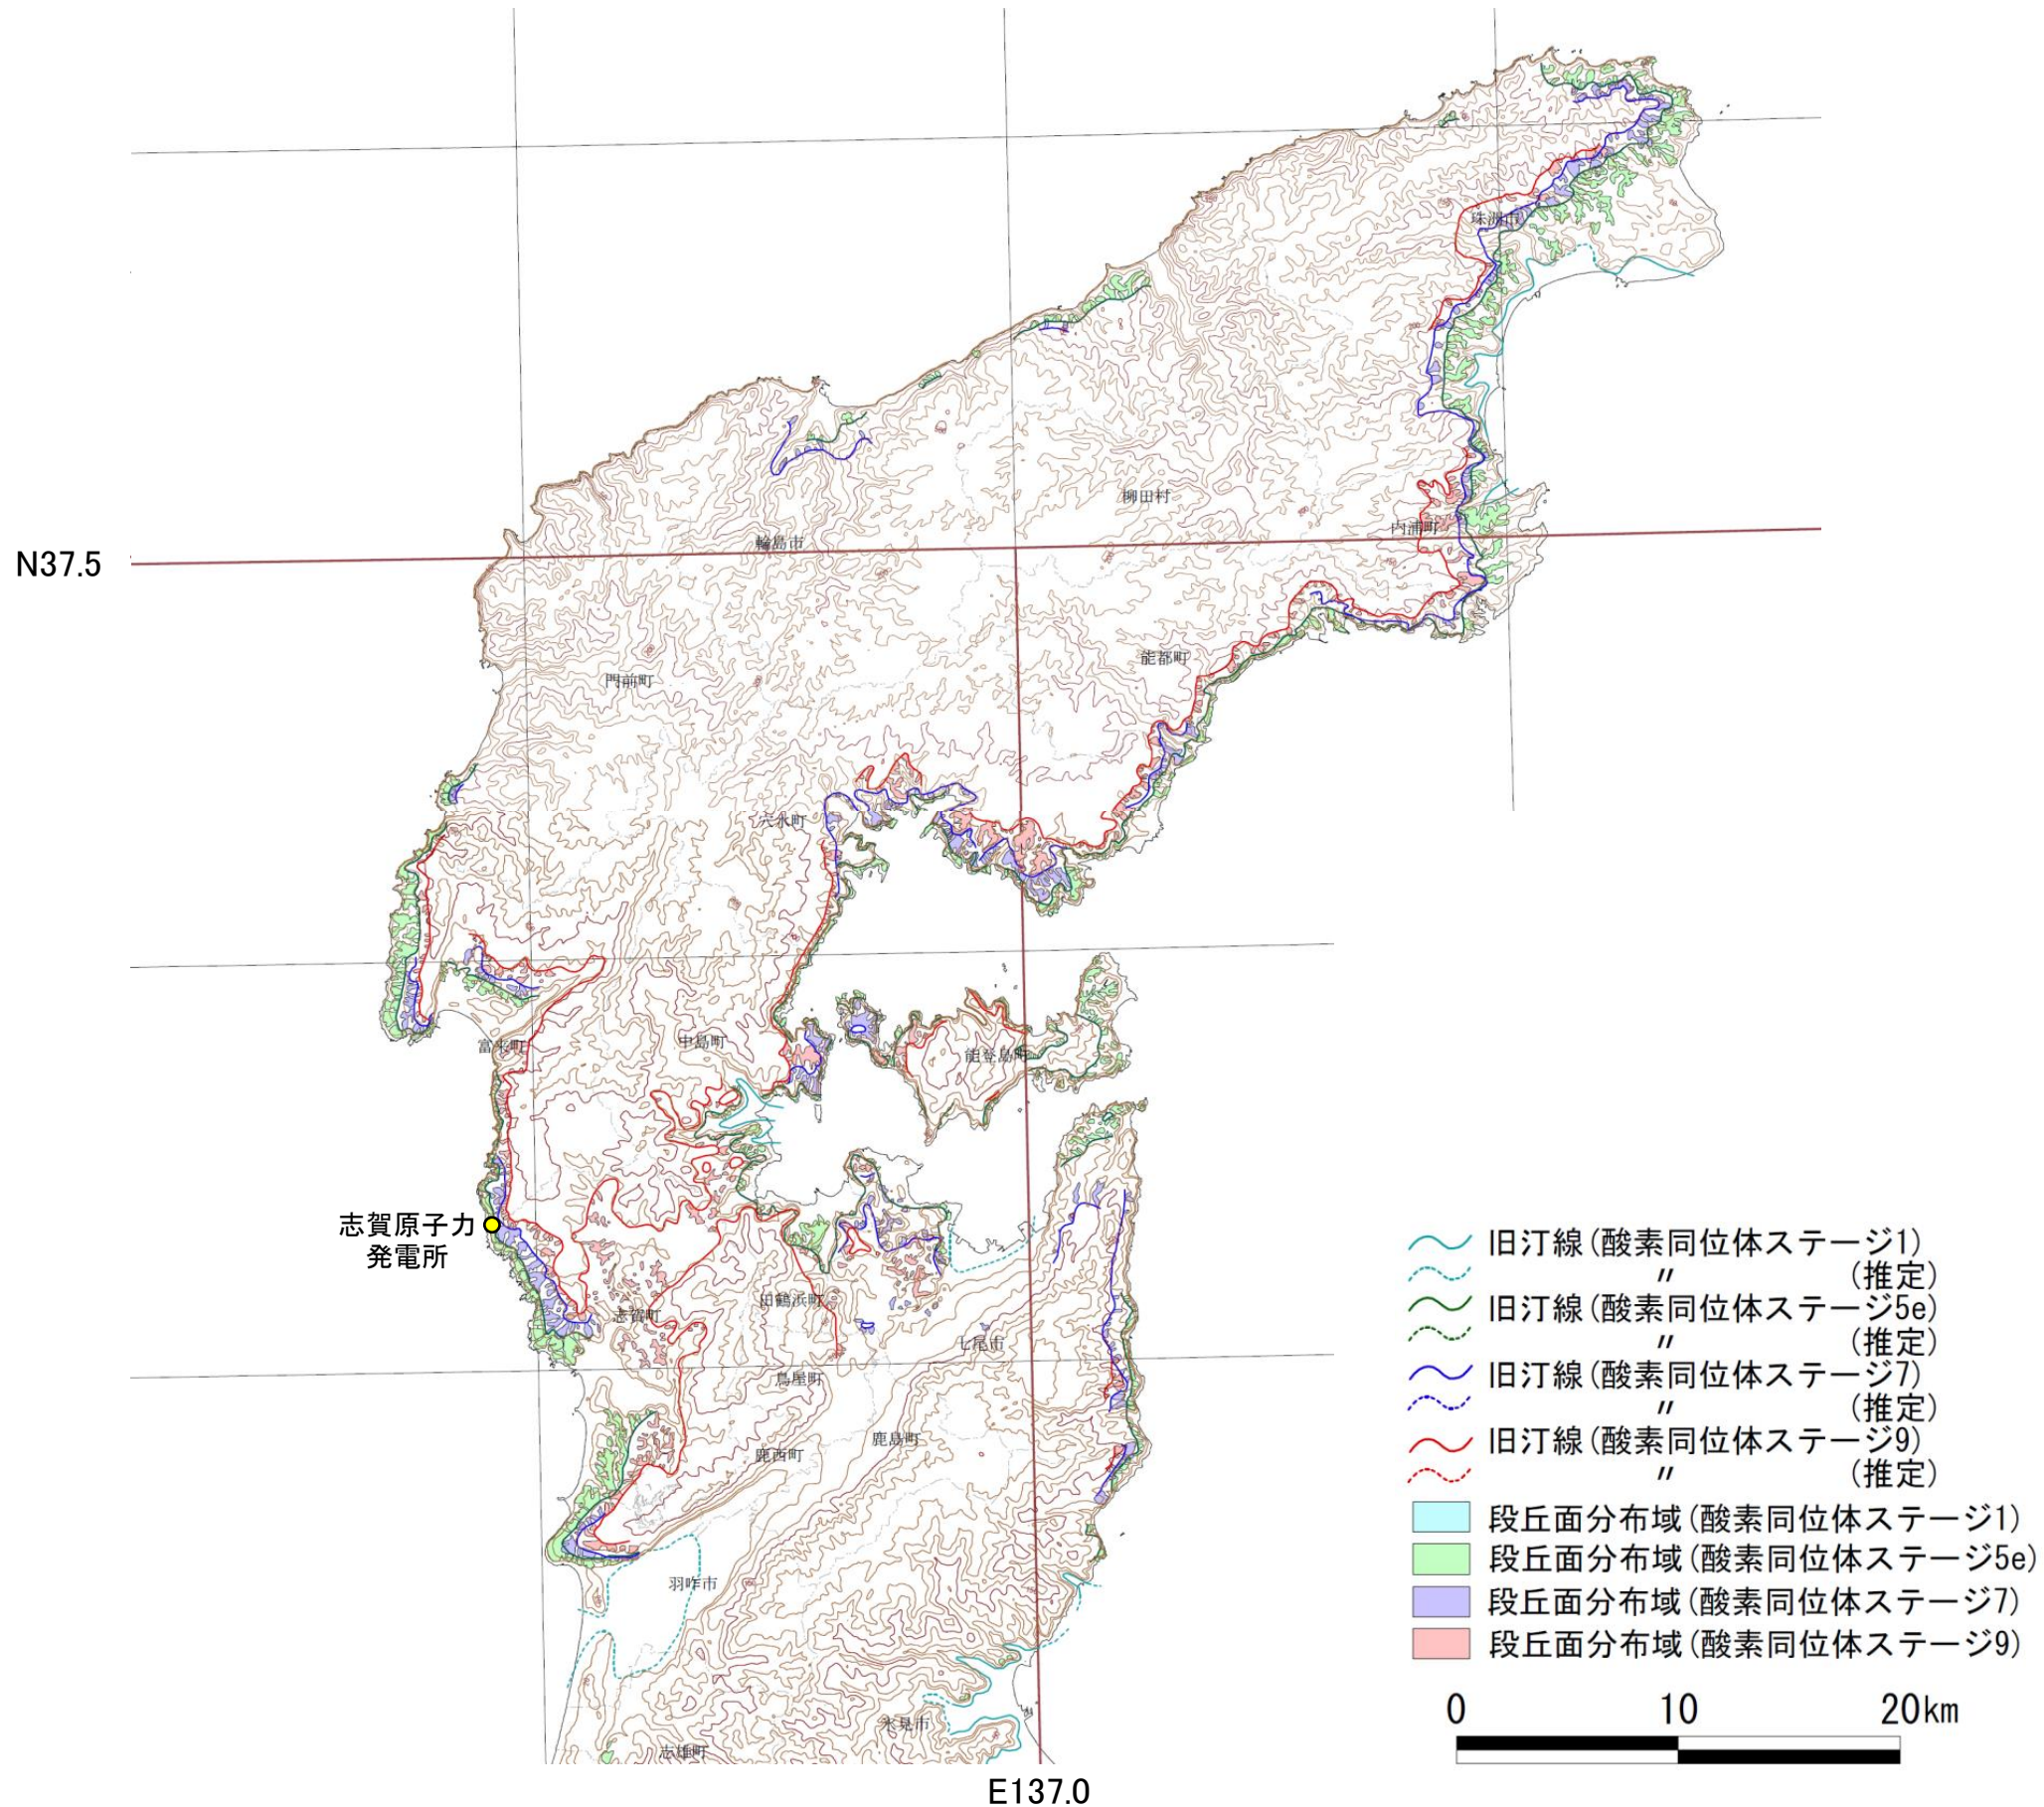 珠洲市
柳田村
内浦町
輪島市
N37.5
能都町
門前町
穴水町
富来町
中島町
能登島町
志賀原子力
発電所
志賀町
田鶴浜町
七尾市
鳥屋町
鹿島町
鹿西町
羽咋市
氷見市
志雄町
E137.0
旧汀線(酸素同位体ステージ1)
〃 (推定)
旧汀線(酸素同位体ステージ5e)
〃 (推定)
旧汀線(酸素同位体ステージ7)
〃 (推定)
旧汀線(酸素同位体ステージ9)
〃 (推定)
段丘面分布域(酸素同位体ステージ1)
段丘面分布域(酸素同位体ステージ5e)
段丘面分布域(酸素同位体ステージ7)
段丘面分布域(酸素同位体ステージ9)
0 10 20km